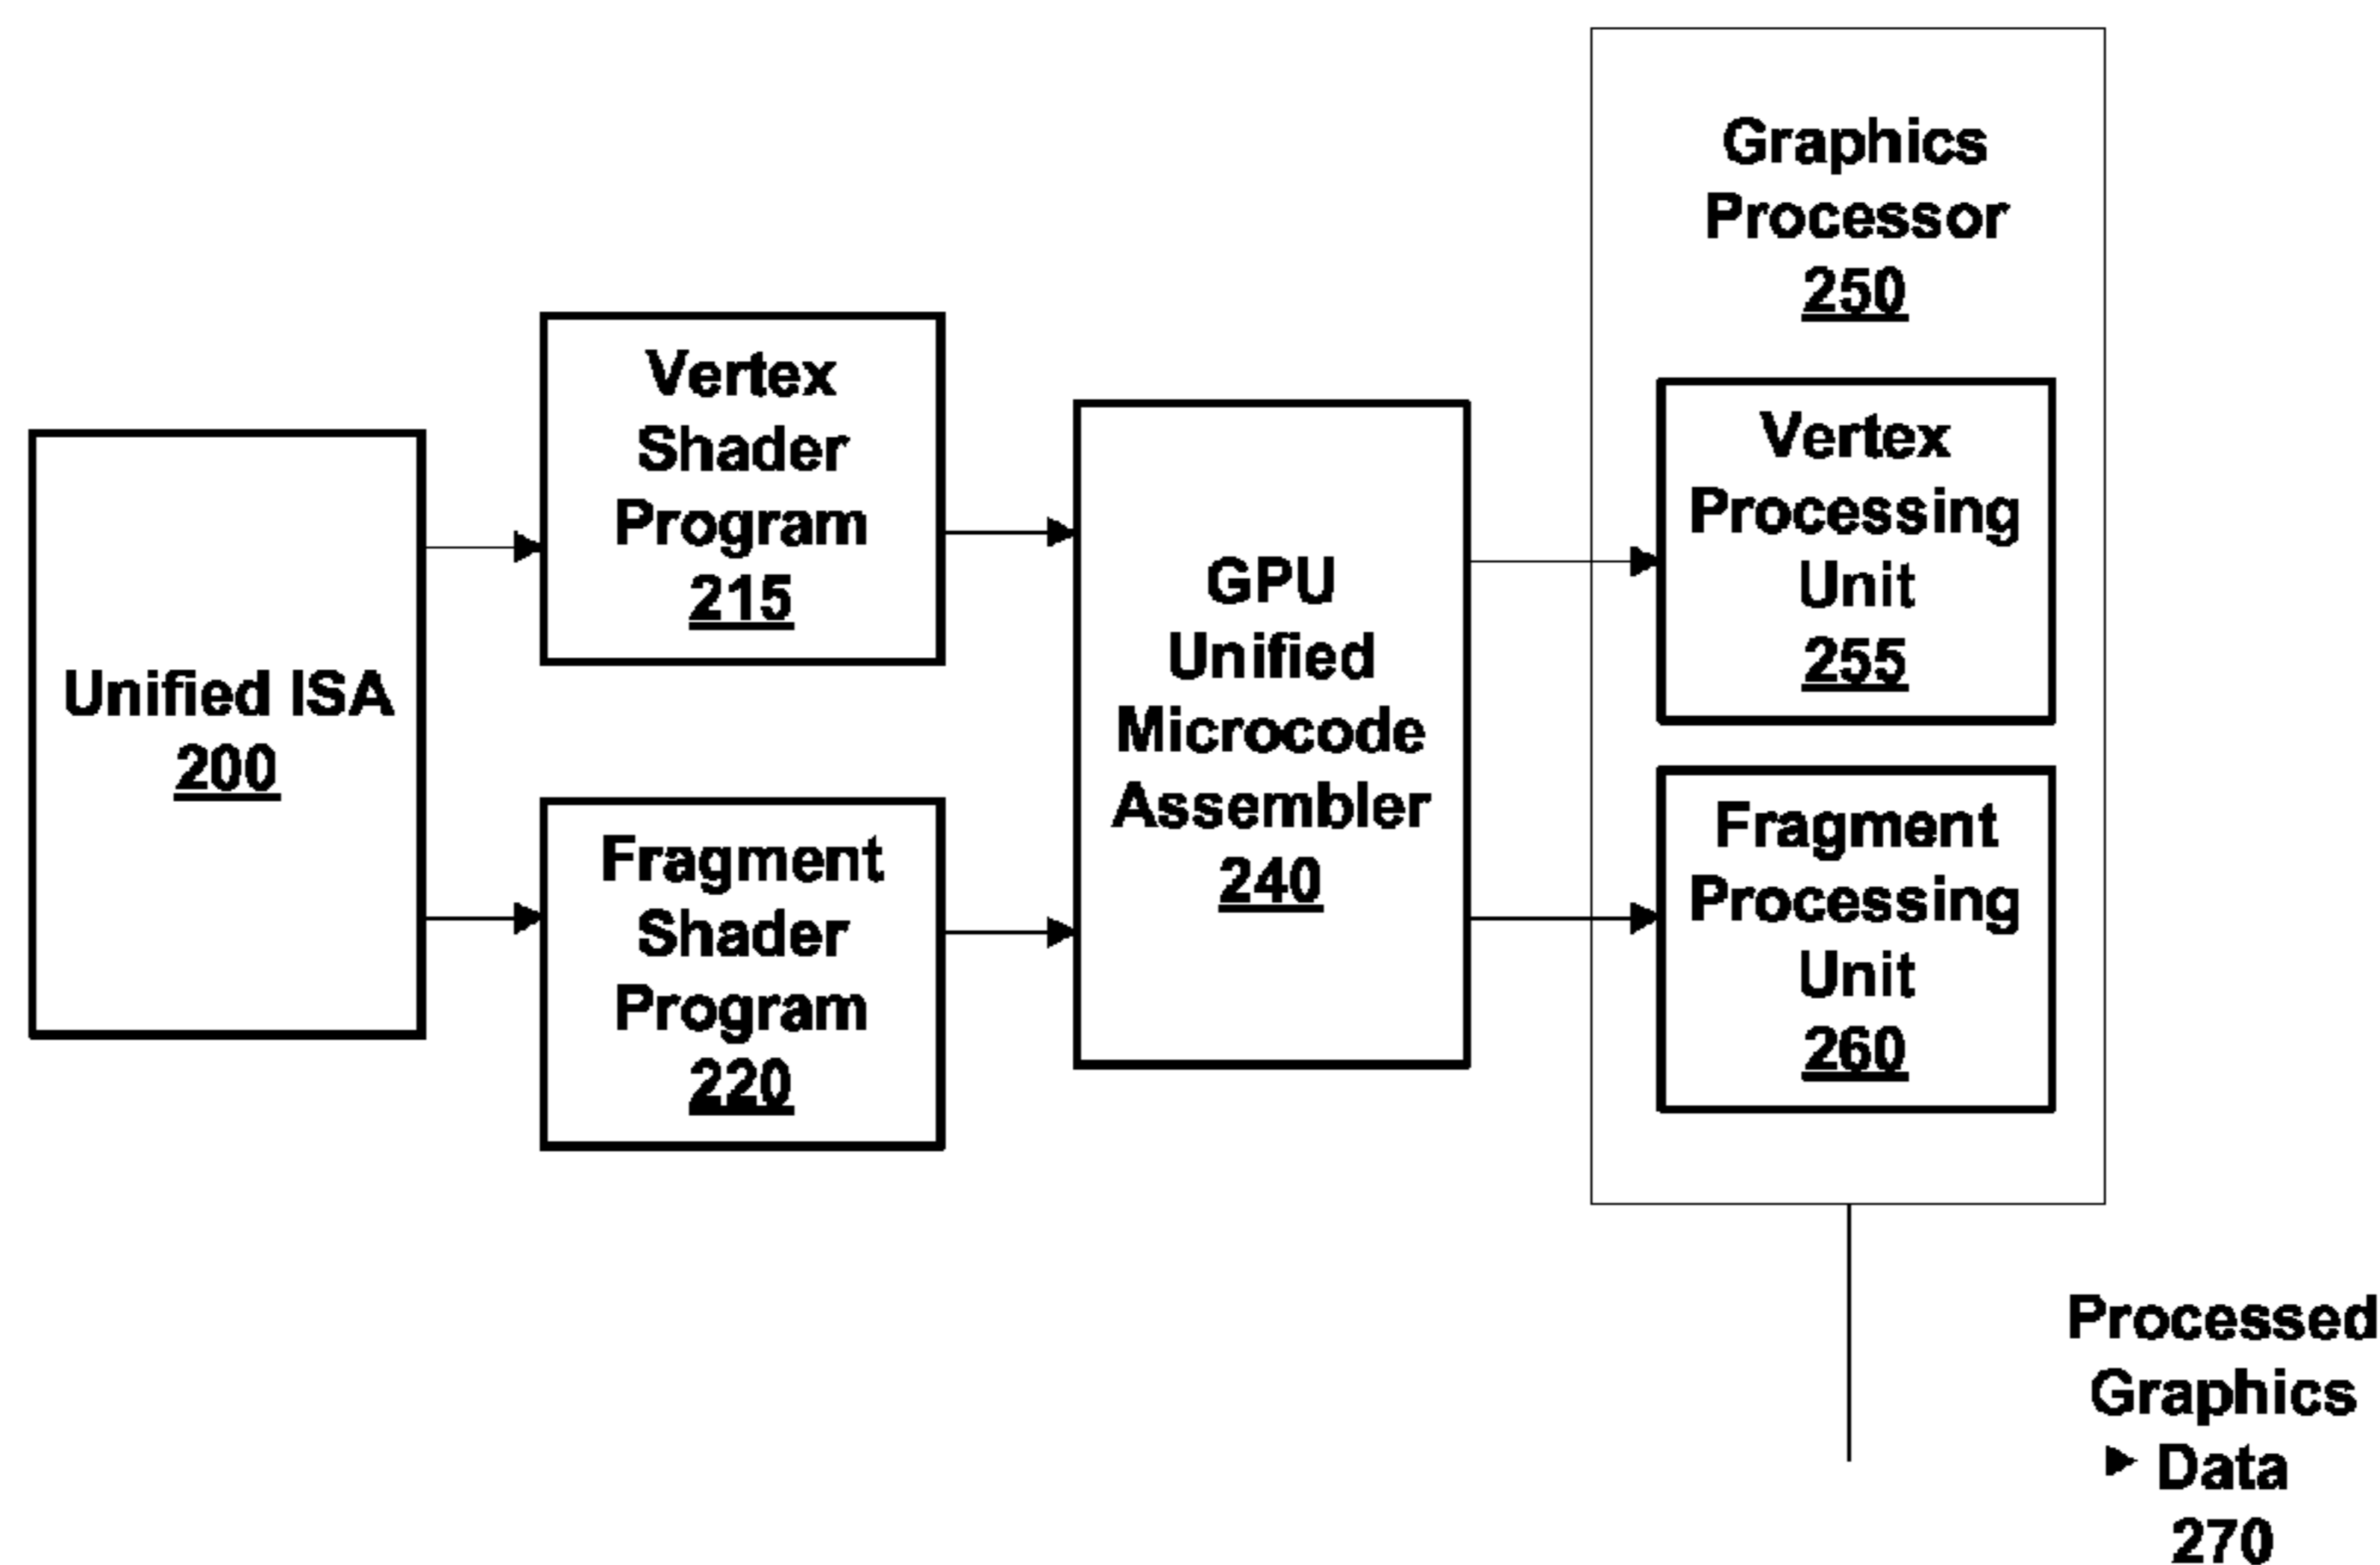 Unified ISA
200
Vertex
Shader
Program
215
Fragment
Shader
Program
220
GPU
Unified
Microcode
Assembler
240
Graphics
Processor
250
Vertex
Processing
Unit
255
Fragment
Processing
Unit
260
Processed
Graphics
Data
270